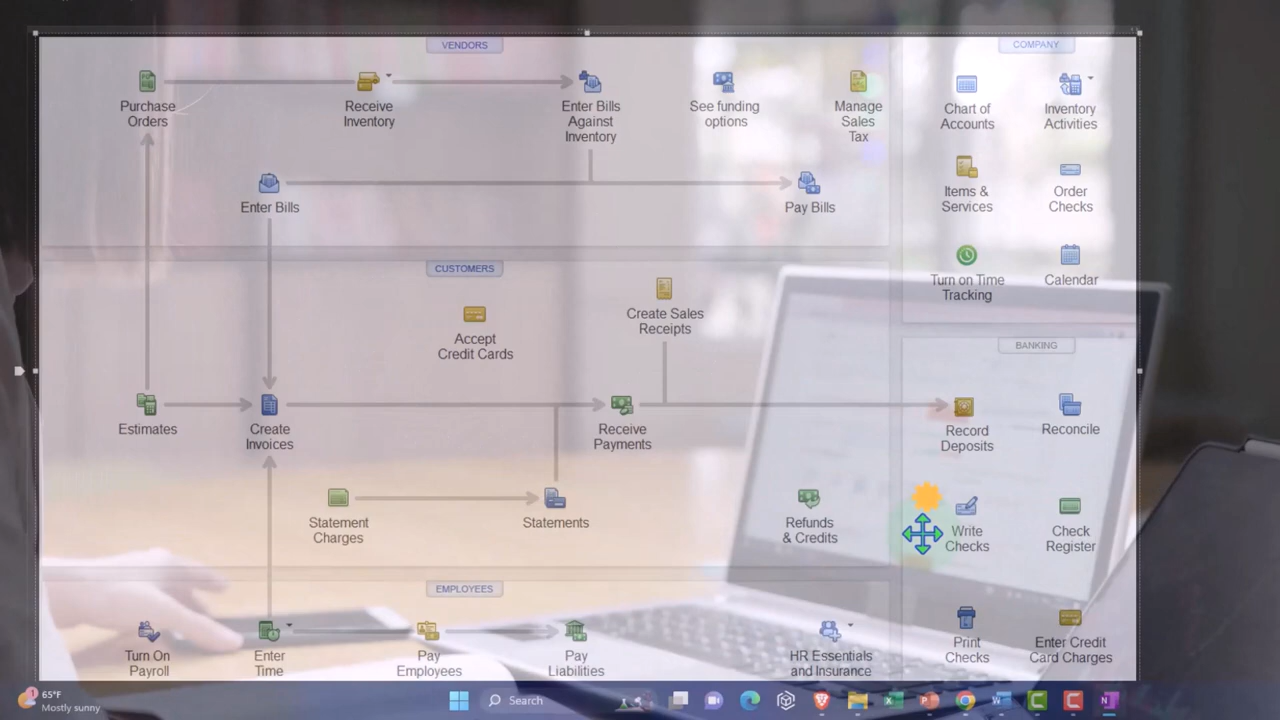 VENDORS
Purchase
Orders
Receive
Inventory
Enter Bills
Against
Inventory
See funding
options
Manage
Sales
Tax
Enter Bills
Pay Bills
CUSTOMERS
Accept
Credit Cards
Create Sales
Receipts
Estimates
Create
Invoices
Receive
Payments
Statement
Charges
Statements
Refunds
& Credits
EMPLOYEES
Turn On
Payroll
Enter
Time
Pay
Employees
Pay
Liabilities
HR Essentials
and Insurance
COMPANY
Chart of
Accounts
Inventory
Activities
Items &
Services
Order
Checks
Turn on Time
Tracking
Calendar
BANKING
Record
Deposits
Reconcile
Write
Checks
Check
Register
Print
Checks
Enter Credit
Card Charges
1
65°F
Mostly sunny
Search